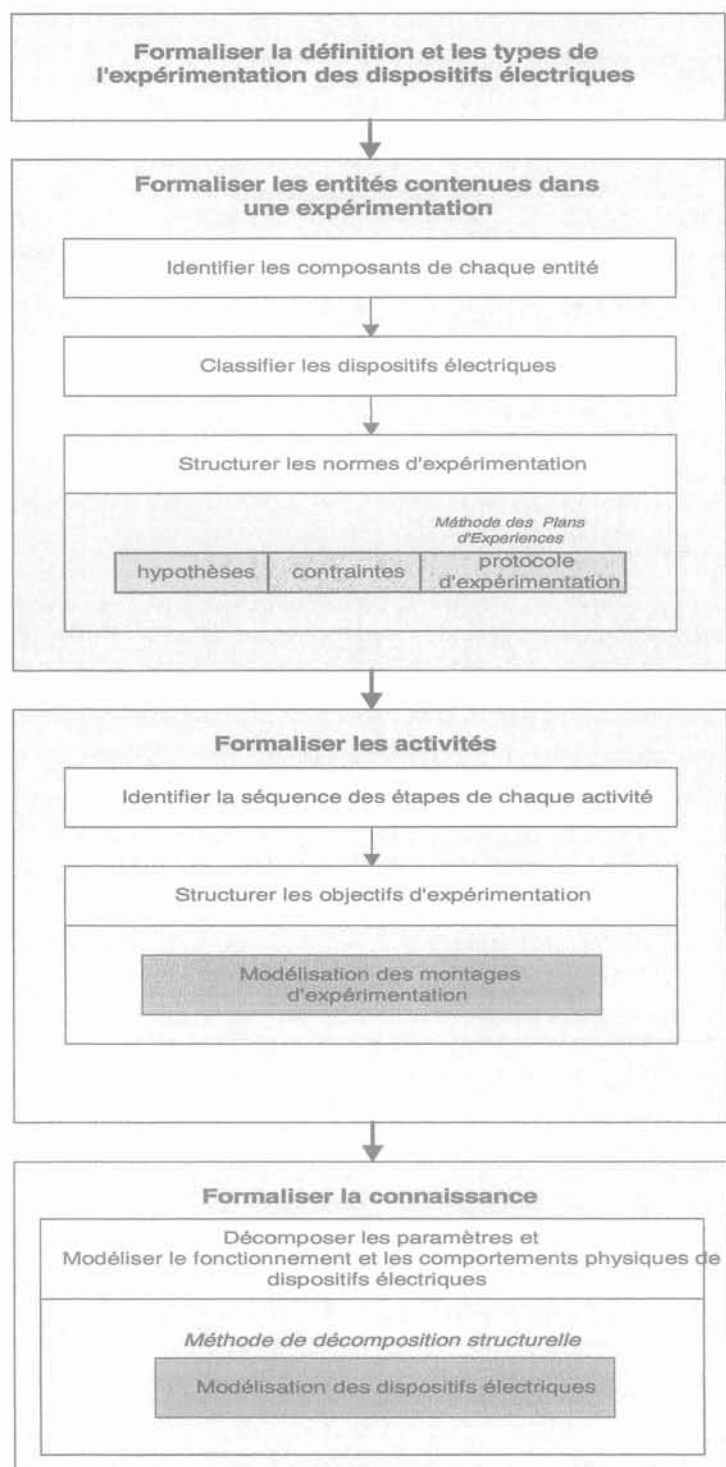 Formaliser la définition et les types de
l'expérimentation des dispositifs électriques
Formaliser les entités contenues dans
une expérimentation
Identifier les composants de chaque entité
Classifier les dispositifs électriques
Structurer les normes d'expérimentation
Méthode des Plans
d'Experiences
hypothèses
contraintes
protocole
d'expérimentation
Formaliser les activités
Identifier la séquence des étapes de chaque activité
Structurer les objectifs d'expérimentation
Modélisation des montages
d'expérimentation
Formaliser la connaissance
Décomposer les paramètres et
Modéliser le fonctionnement et les comportements physiques de
dispositifs électriques
Méthode de décomposition structurelle
Modélisation des dispositifs électriques